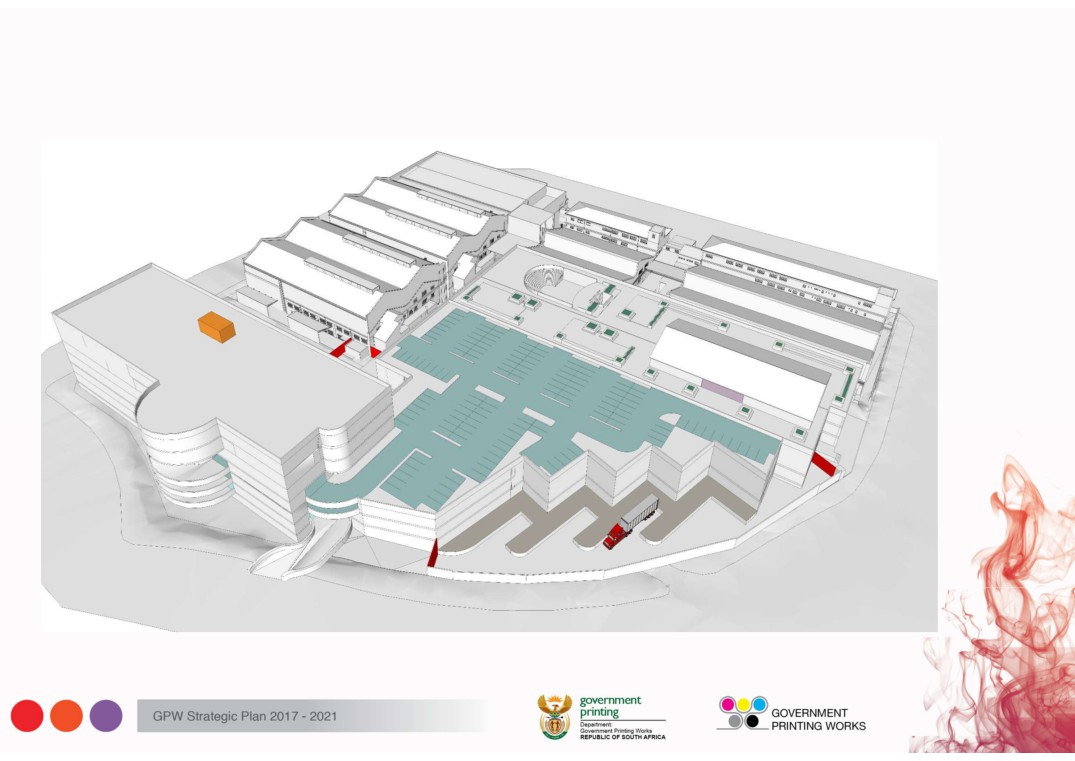 GPW Strategic Plan 2017 - 2021
government
printing
Department:
Government Printing Works
REPUBLIC OF SOUTH AFRICA
GOVERNMENT
PRINTING WORKS